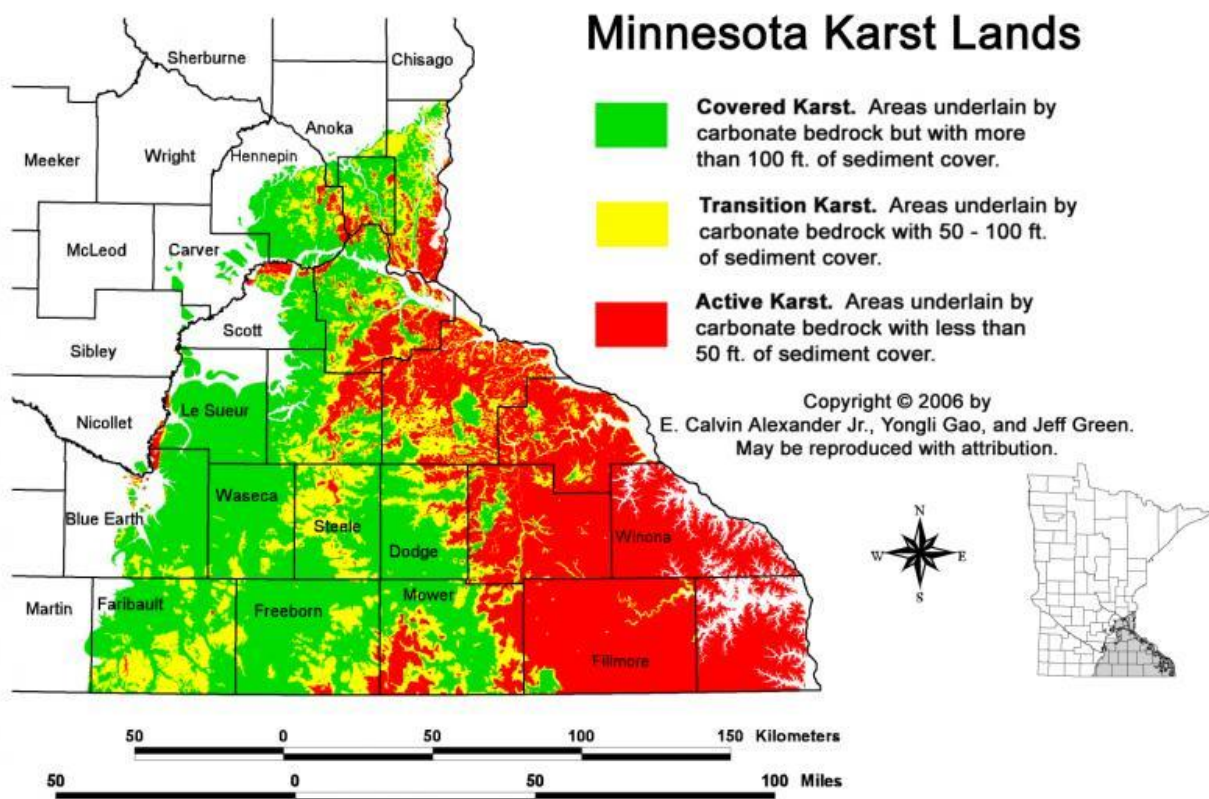 Minnesota Karst Lands
Covered Karst. Areas underlain by
carbonate bedrock but with more
than 100 ft. of sediment cover.
Transition Karst. Areas underlain by
carbonate bedrock with 50 - 100 ft.
of sediment cover.
Active Karst. Areas underlain by
carbonate bedrock with less than
50 ft. of sediment cover.
Copyright © 2006 by
E. Calvin Alexander Jr., Yongli Gao, and Jeff Green.
May be reproduced with attribution.
N
W E
S
Sherburne
Chisago
Anoka
Meeker
Wright
Hennepin
McLeod
Carver
Scott
Sibley
Nicollet
Le Sueur
Waseca
Blue Earth
Steele
Dodge
Winona
Martin
Faribault
Freeborn
Mower
Fillmore
50 0 50 100 150 Kilometers
50 0 50 100 Miles